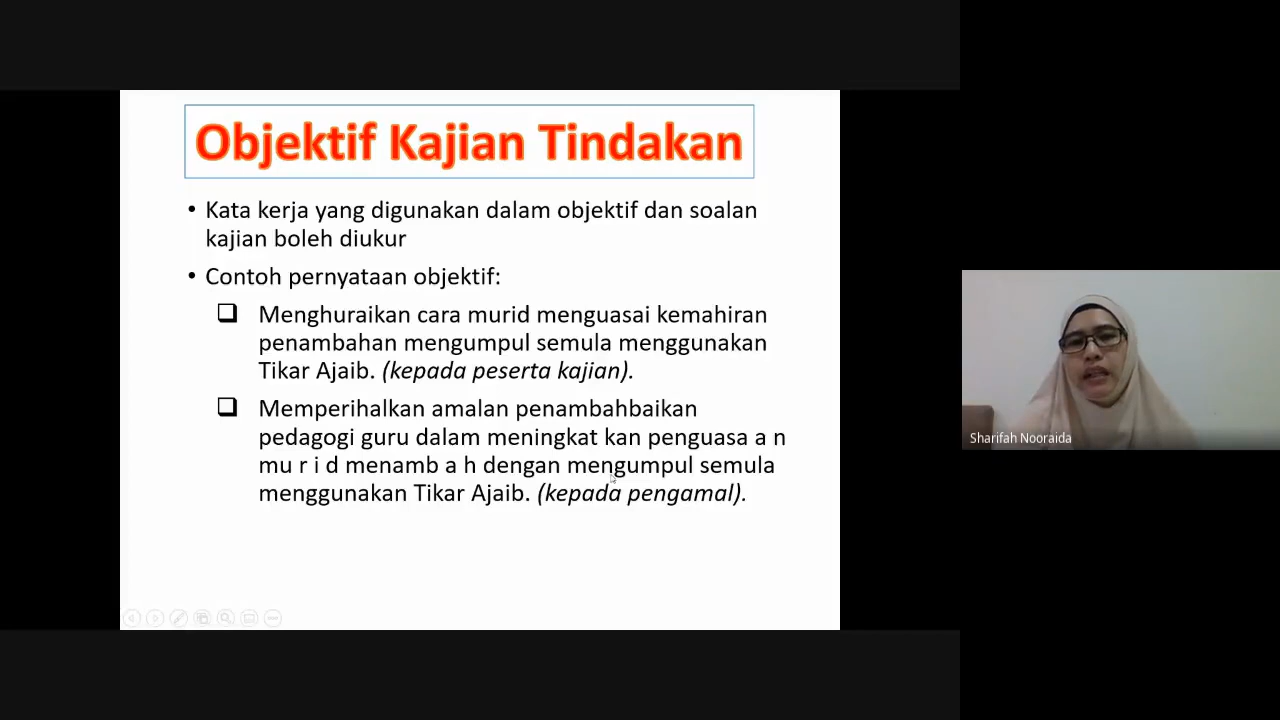 Objektif Kajian Tindakan
• Kata kerja yang digunakan dalam objektif dan soalan
kajian boleh diukur
• Contoh pernyataan objektif:
❑ Menghuraikan cara murid menguasai kemahiran
penambahan mengumpul semula menggunakan
Tikar Ajaib. (kepada peserta kajian).
❑ Memperihalkan amalan penambahbaikan
pedagogi guru dalam meningkat kan penguasa a n
mu r i d menamb a h dengan mengumpul semula
menggunakan Tikar Ajaib. (kepada pengamal).
Sharifah Nooraida